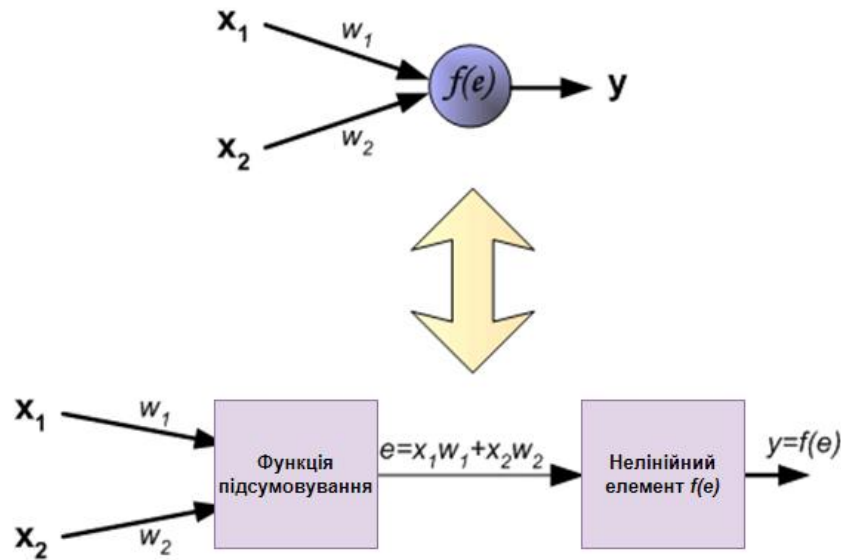 x₁
w₁
f(e)
y
x₂
w₂
x₁
w₁
Функція
підсумовування
e=x₁w₁+x₂w₂
Нелінійний
елемент f(e)
y=f(e)
x₂
w₂